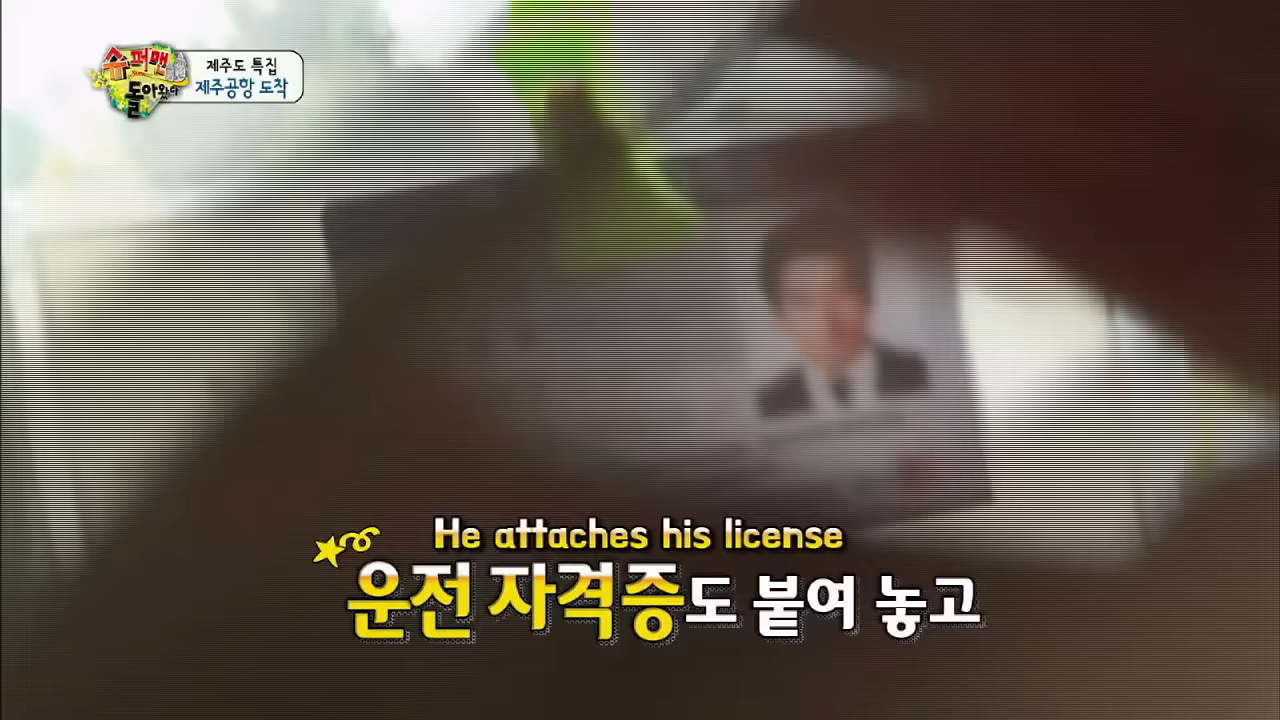 슈퍼맨이
돌아왔다
제주도 특집
제주공항 도착
He attaches his license
운전 자격증도 붙여 놓고